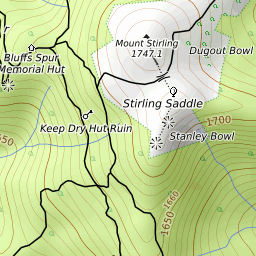 Mount Stirling
1747.1
Dugout Bowl
Bluffs Spur
Memorial Hut
Stirling Saddle
Keep Dry Hut Ruin
Stanley Bowl
1700
1650
1650
1660